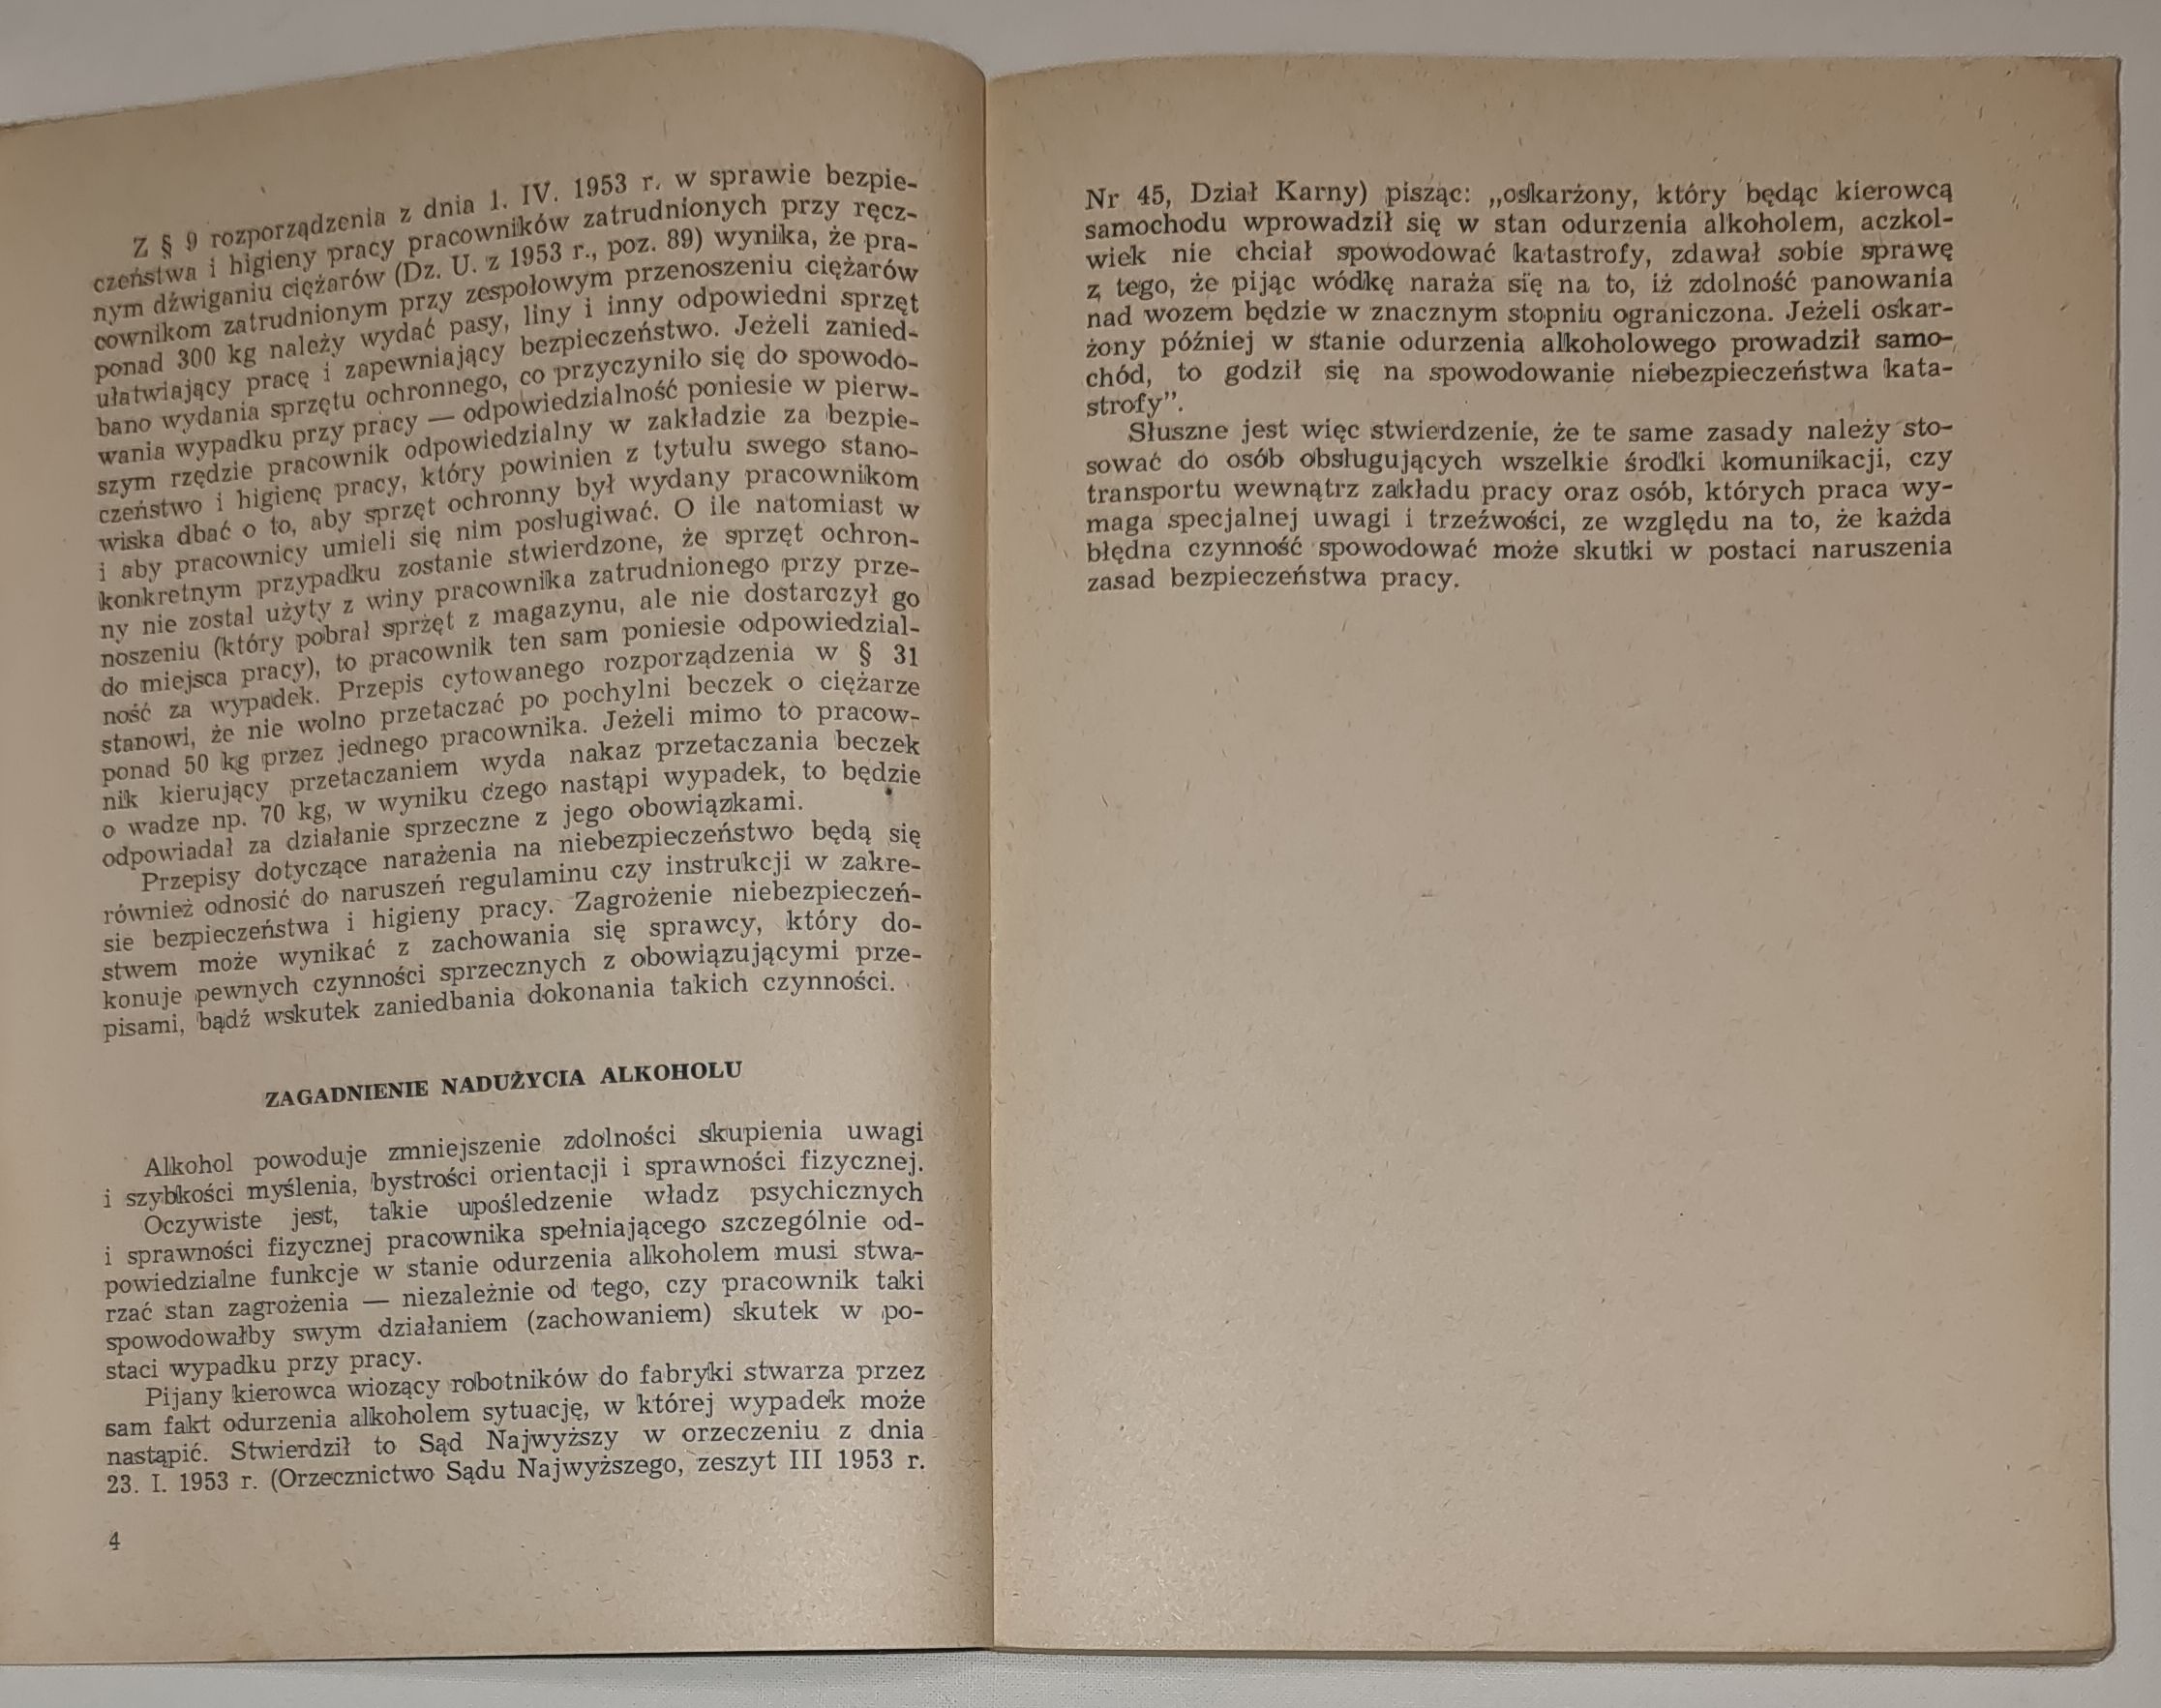 Z § 9 rozporządzenia z dnia 1. IV. 1953 r. w sprawie bezpie-
czeństwa i higieny pracy pracowników zatrudnionych przy ręcz-
nym dźwiganiu ciężarów (Dz. U. z 1953 r., poz. 89) wynika, że pra-
cownikom zatrudnionym przy zespołowym przenoszeniu ciężarów
ponad 300 kg należy wydać pasy, liny i inny odpowiedni sprzęt
ułatwiający pracę i zapewniający bezpieczeństwo. Jeżeli zanied-
bano wydania sprzętu ochronnego, co przyczyniło się do spowodo-
wania wypadku przy pracy — odpowiedzialność poniesie w pierw-
szym rzędzie pracownik odpowiedzialny w zakładzie za bezpie-
czeństwo i higienę pracy, który powinien z tytułu swego stano-
wiska dbać o to, aby sprzęt ochronny był wydany pracownikom
i aby pracownicy umieli się nim posługiwać. O ile natomiast w
konkretnym przypadku zostanie stwierdzone, że sprzęt ochron-
ny nie został użyty z winy pracownika zatrudnionego przy prze-
noszeniu (który pobrał sprzęt z magazynu, ale nie dostarczył go
do miejsca pracy), to pracownik ten sam poniesie odpowiedzial-
ność za wypadek. Przepis cytowanego rozporządzenia w § 31
stanowi, że nie wolno przetaczać po pochylni beczek o ciężarze
ponad 50 kg przez jednego pracownika. Jeżeli mimo to pracow-
nik kierujący przetaczaniem wyda nakaz przetaczania beczek
o wadze np. 70 kg, w wyniku czego nastąpi wypadek, to będzie
odpowiadał za działanie sprzeczne z jego obowiązkami.
Przepisy dotyczące narażenia na niebezpieczeństwo będą się
również odnosić do naruszeń regulaminu czy instrukcji w zakre-
sie bezpieczeństwa i higieny pracy. Zagrożenie niebezpieczeń-
stwem może wynikać z zachowania się sprawcy, który do-
konuje pewnych czynności sprzecznych z obowiązującymi prze-
pisami, bądź wskutek zaniedbania dokonania takich czynności.
ZAGADNIENIE NADUŻYCIA ALKOHOLU
Alkohol powoduje zmniejszenie zdolności skupienia uwagi
i szybkości myślenia, bystrości orientacji i sprawności fizycznej.
Oczywiste jest, takie upośledzenie władz psychicznych
i sprawności fizycznej pracownika spełniającego szczególnie od-
powiedzialne funkcje w stanie odurzenia alkoholem musi stwa-
rzać stan zagrożenia — niezależnie od tego, czy pracownik taki
spowodowałby swym działaniem (zachowaniem) skutek w po-
staci wypadku przy pracy.
Pijany kierowca wiozący robotników do fabryki stwarza przez
sam fakt odurzenia alkoholem sytuację, w której wypadek może
nastąpić. Stwierdził to Sąd Najwyższy w orzeczeniu z dnia
23. I. 1953 r. (Orzecznictwo Sądu Najwyższego, zeszyt III 1953 r.
4
Nr 45, Dział Karny) pisząc: „oskarżony, który będąc kierowcą
samochodu wprowadził się w stan odurzenia alkoholem, aczkol-
wiek nie chciał spowodować katastrofy, zdawał sobie sprawę
z tego, że pijąc wódkę naraża się na to, iż zdolność panowania
nad wozem będzie w znacznym stopniu ograniczona. Jeżeli oskar-
żony później w stanie odurzenia alkoholowego prowadził samo-
chód, to godził się na spowodowanie niebezpieczeństwa kata-
strofy”.
Słuszne jest więc stwierdzenie, że te same zasady należy sto-
sować do osób obsługujących wszelkie środki komunikacji, czy
transportu wewnątrz zakładu pracy oraz osób, których praca wy-
maga specjalnej uwagi i trzeźwości, ze względu na to, że każda
błędna czynność spowodować może skutki w postaci naruszenia
zasad bezpieczeństwa pracy.